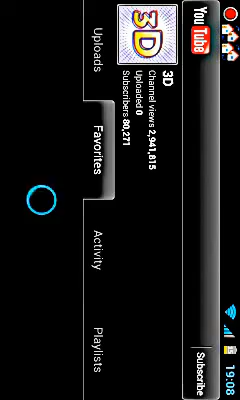 19:08
YouTube
Subscribe
3D
3D
Channel views 2,941,815
Uploaded 0
Subscribers 80,271
Uploads
Favorites
Activity
Playlists